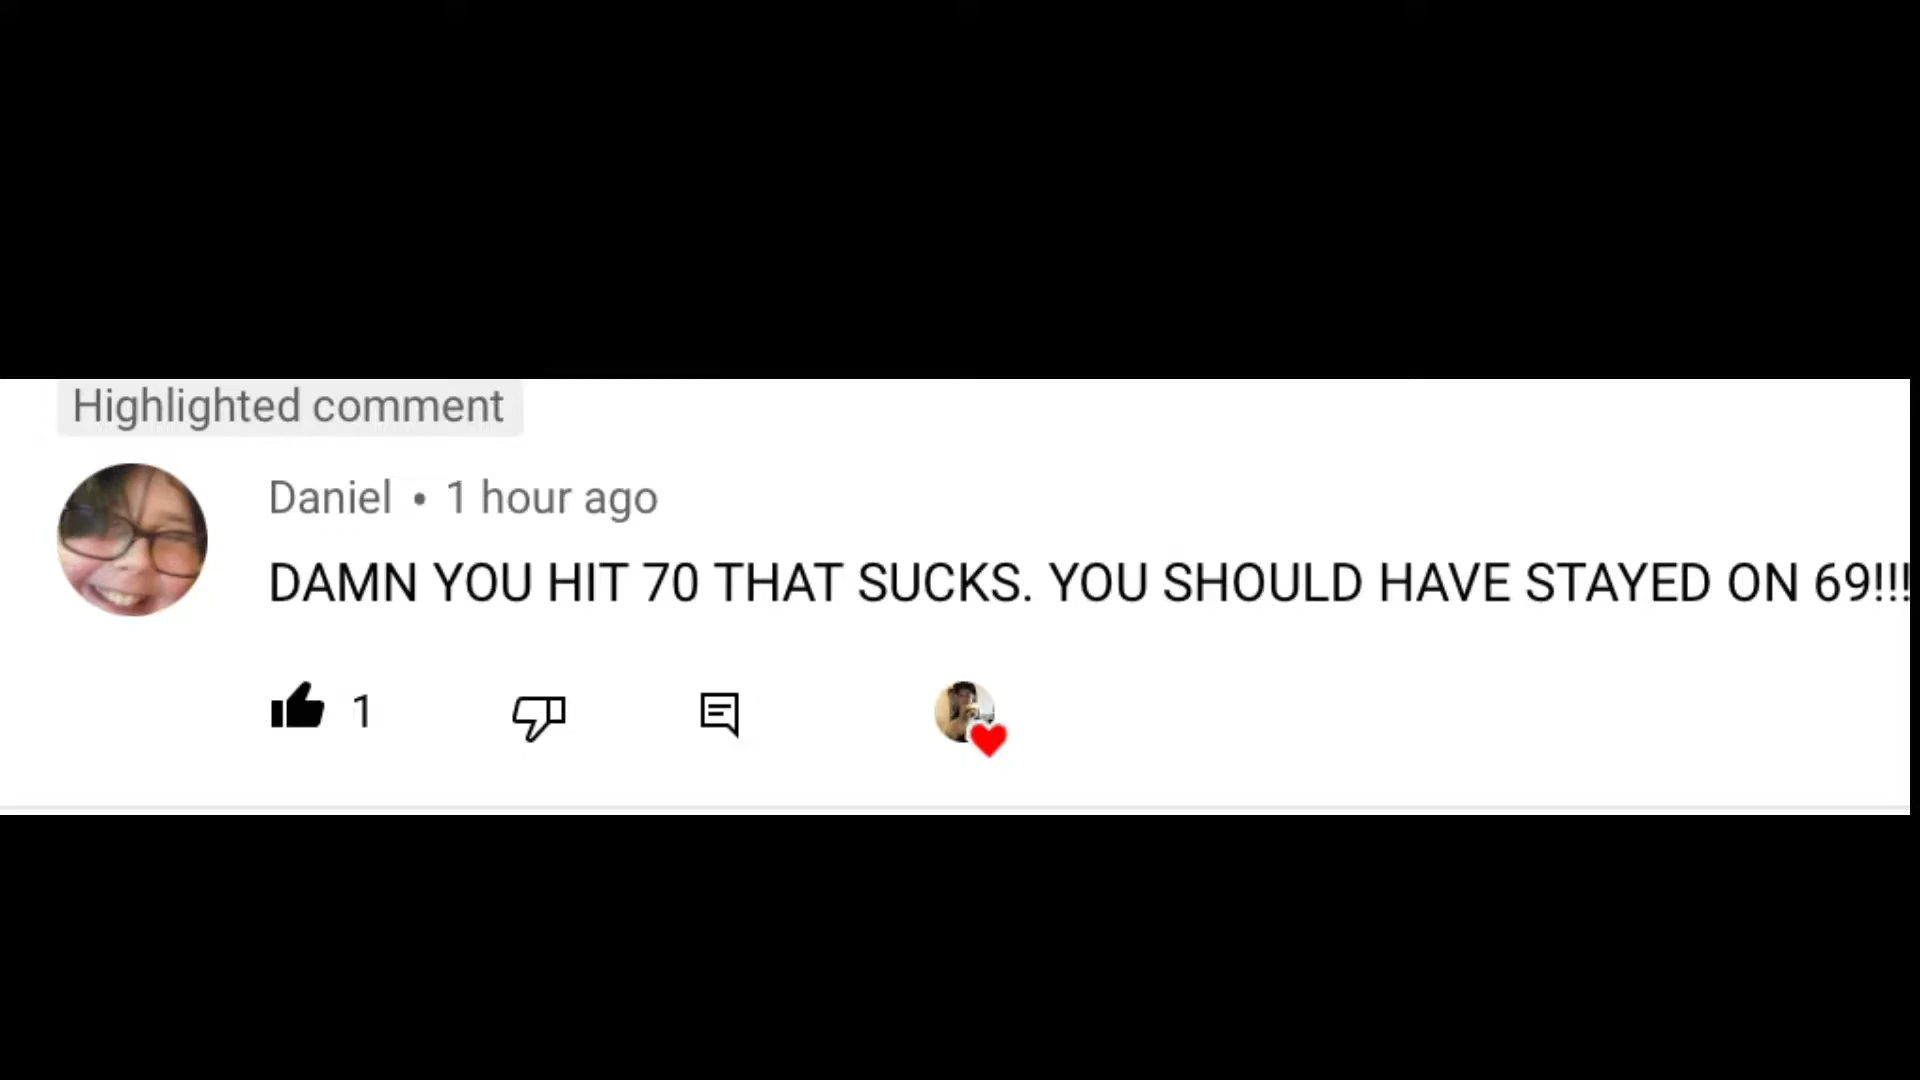 Highlighted comment
Daniel • 1 hour ago
DAMN YOU HIT 70 THAT SUCKS. YOU SHOULD HAVE STAYED ON 69!!!
1